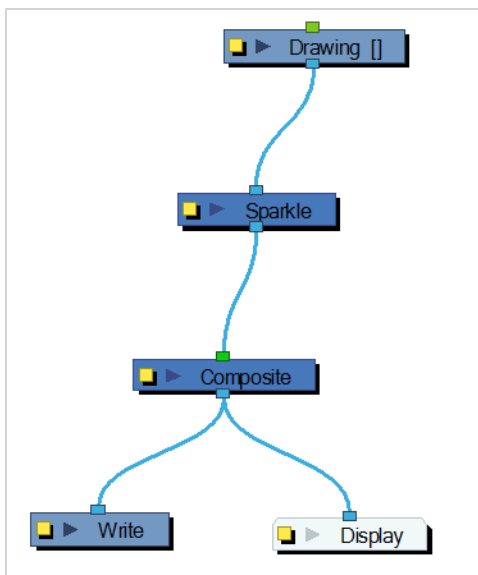 Drawing []
Sparkle
Composite
Write
Display